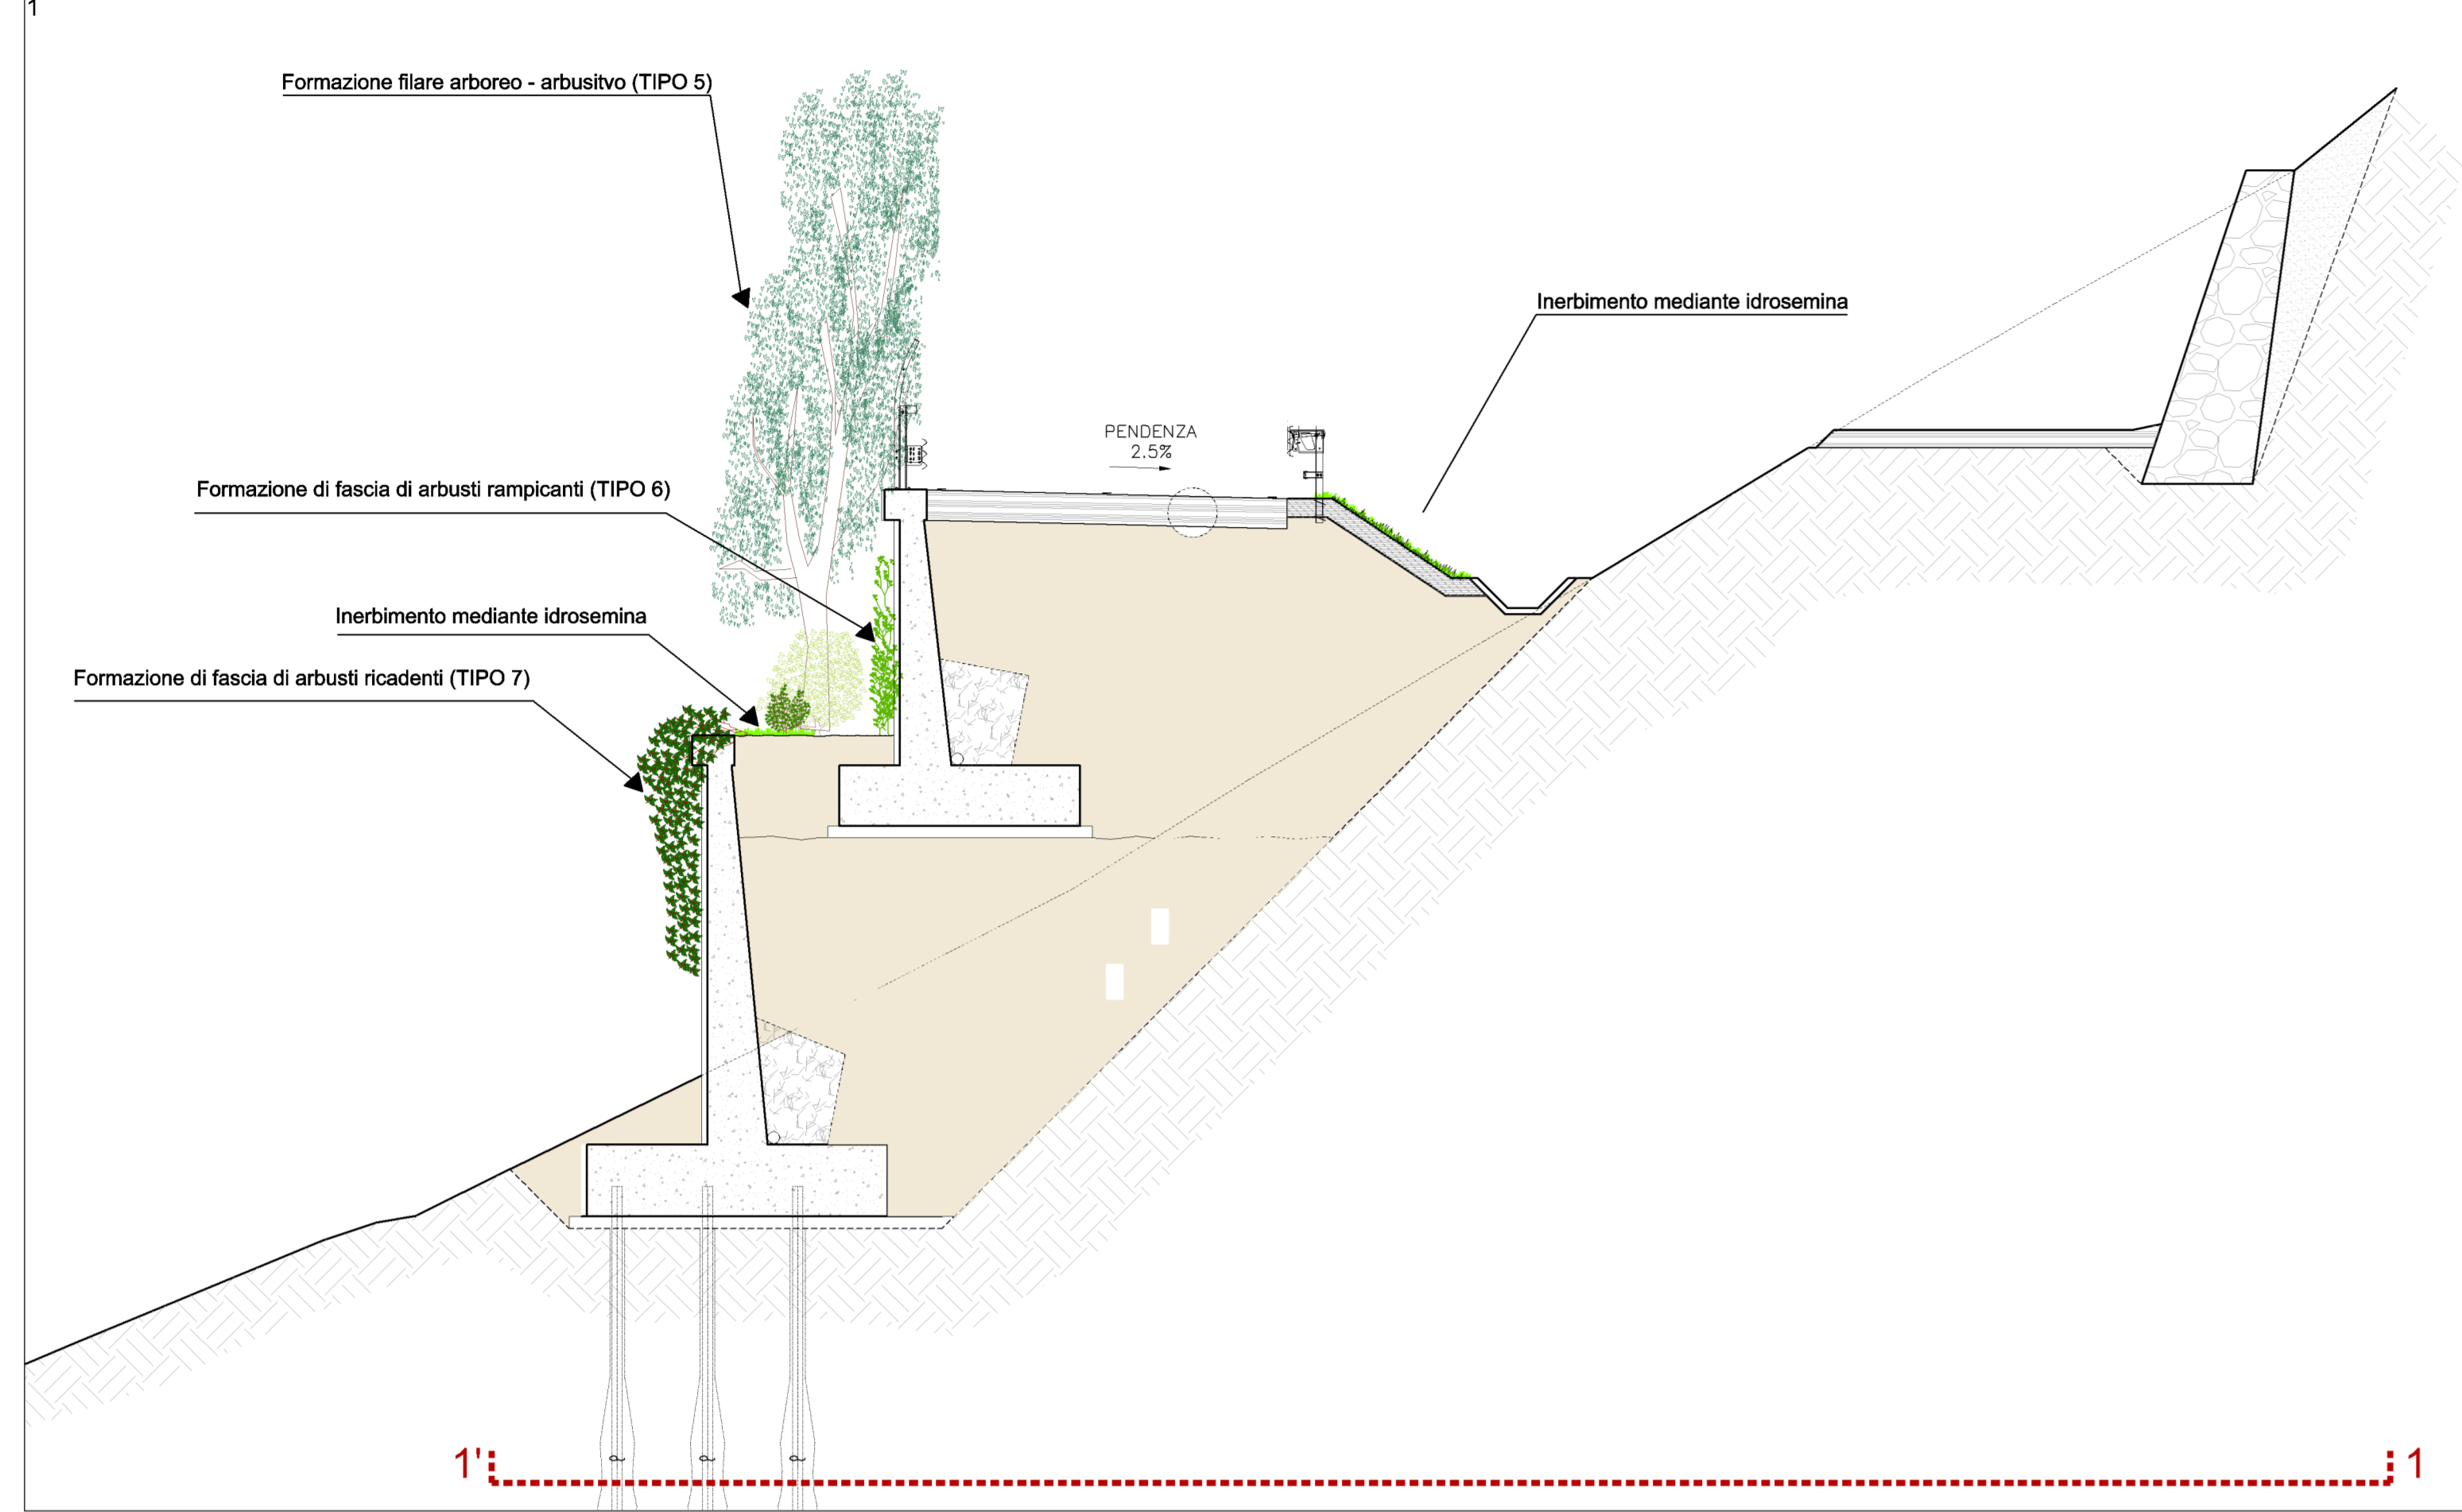 1
Formazione filare arboreo - arbusitvo (TIPO 5)
Inerbimento mediante idrosemina
PENDENZA
2.5%
Formazione di fascia di arbusti rampicanti (TIPO 6)
Inerbimento mediante idrosemina
Formazione di fascia di arbusti ricadenti (TIPO 7)
1'
1